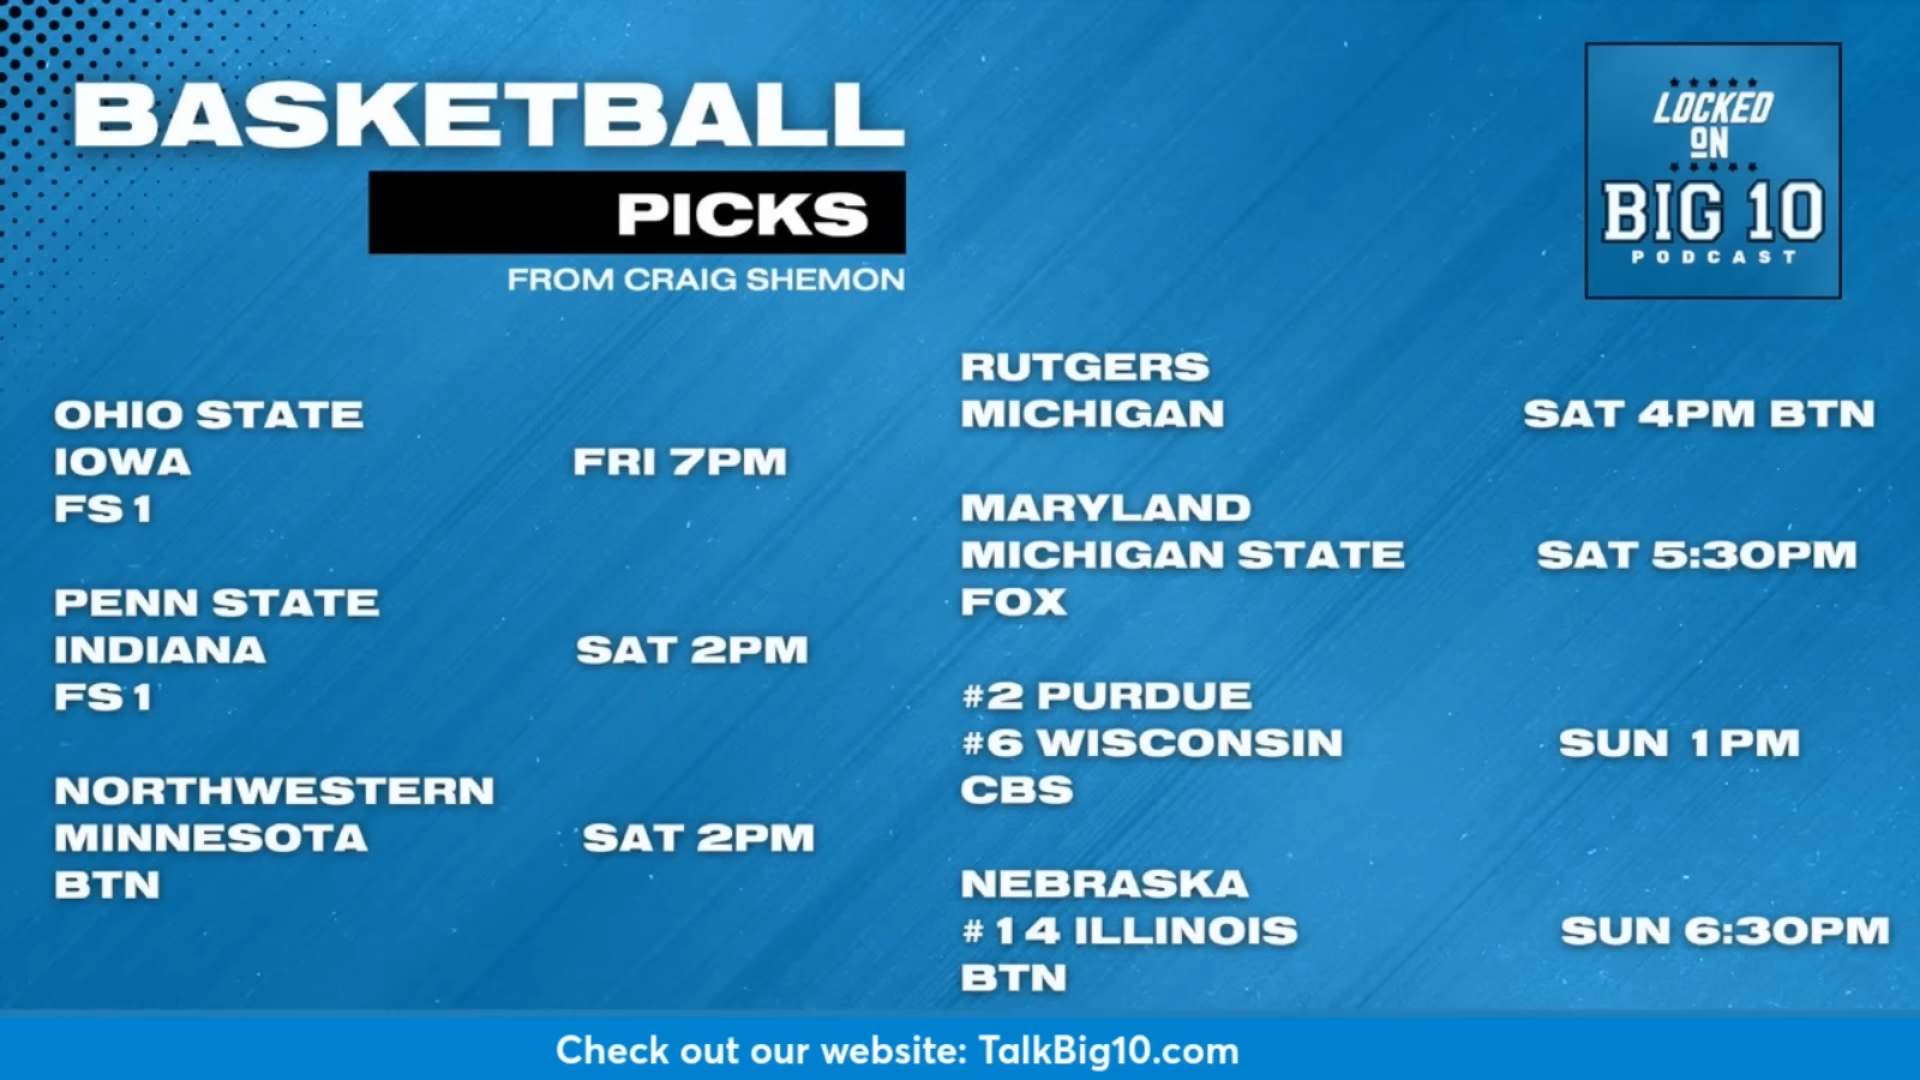 BASKETBALL
PICKS
FROM CRAIG SHEMON
LOCKED
ON
BIG 10
PODCAST
OHIO STATE
IOWA FRI 7PM
FS1
PENN STATE
INDIANA SAT 2PM
FS1
NORTHWESTERN
MINNESOTA SAT 2PM
BTN
RUTGERS
MICHIGAN SAT 4PM BTN
MARYLAND
MICHIGAN STATE SAT 5:30PM
FOX
#2 PURDUE
#6 WISCONSIN SUN 1PM
CBS
NEBRASKA
#14 ILLINOIS SUN 6:30PM
BTN
Check out our website: TalkBig10.com